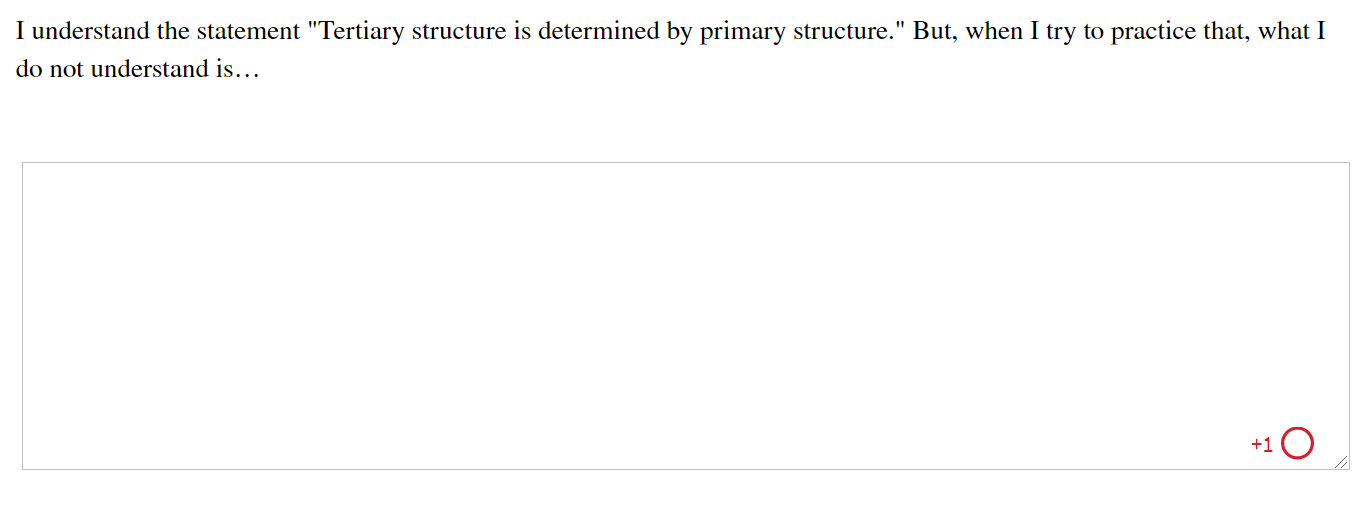 I understand the statement "Tertiary structure is determined by primary structure." But, when I try to practice that, what I
do not understand is…
+1